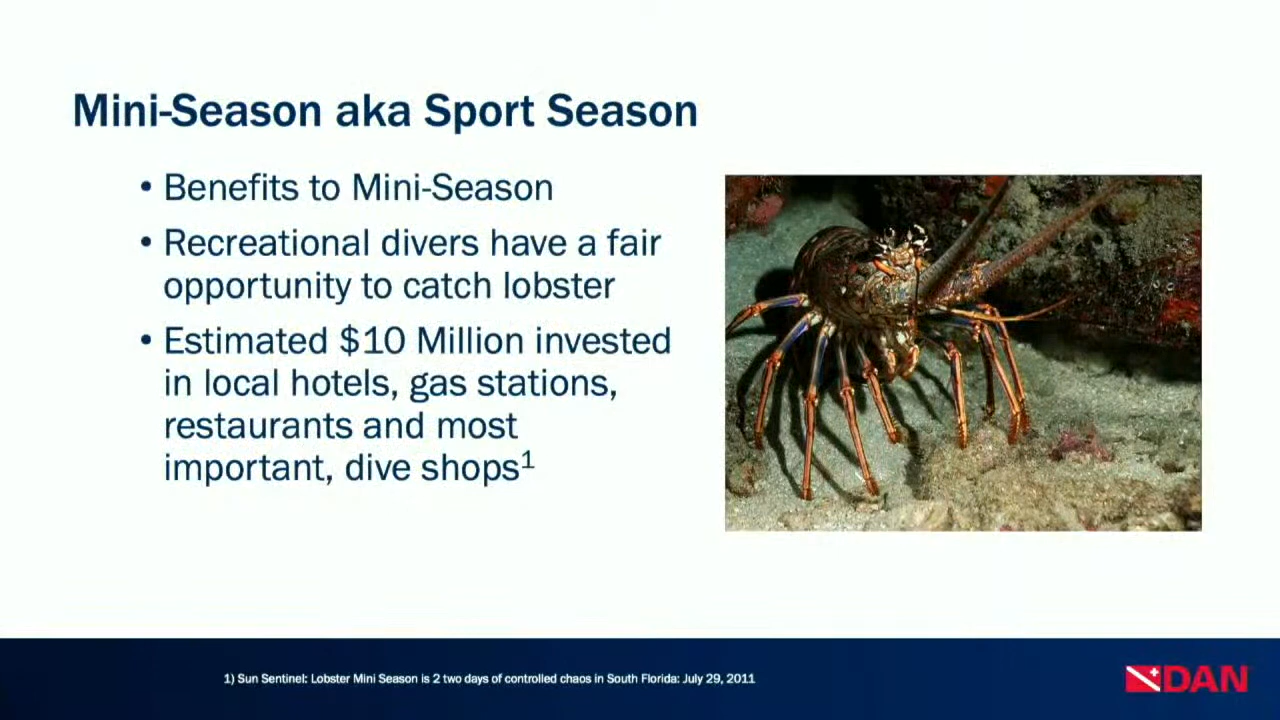 Mini-Season aka Sport Season
• Benefits to Mini-Season
• Recreational divers have a fair
opportunity to catch lobster
• Estimated $10 Million invested
in local hotels, gas stations,
restaurants and most
important, dive shops¹
1) Sun Sentinel: Lobster Mini Season is 2 two days of controlled chaos in South Florida: July 29, 2011
DAN